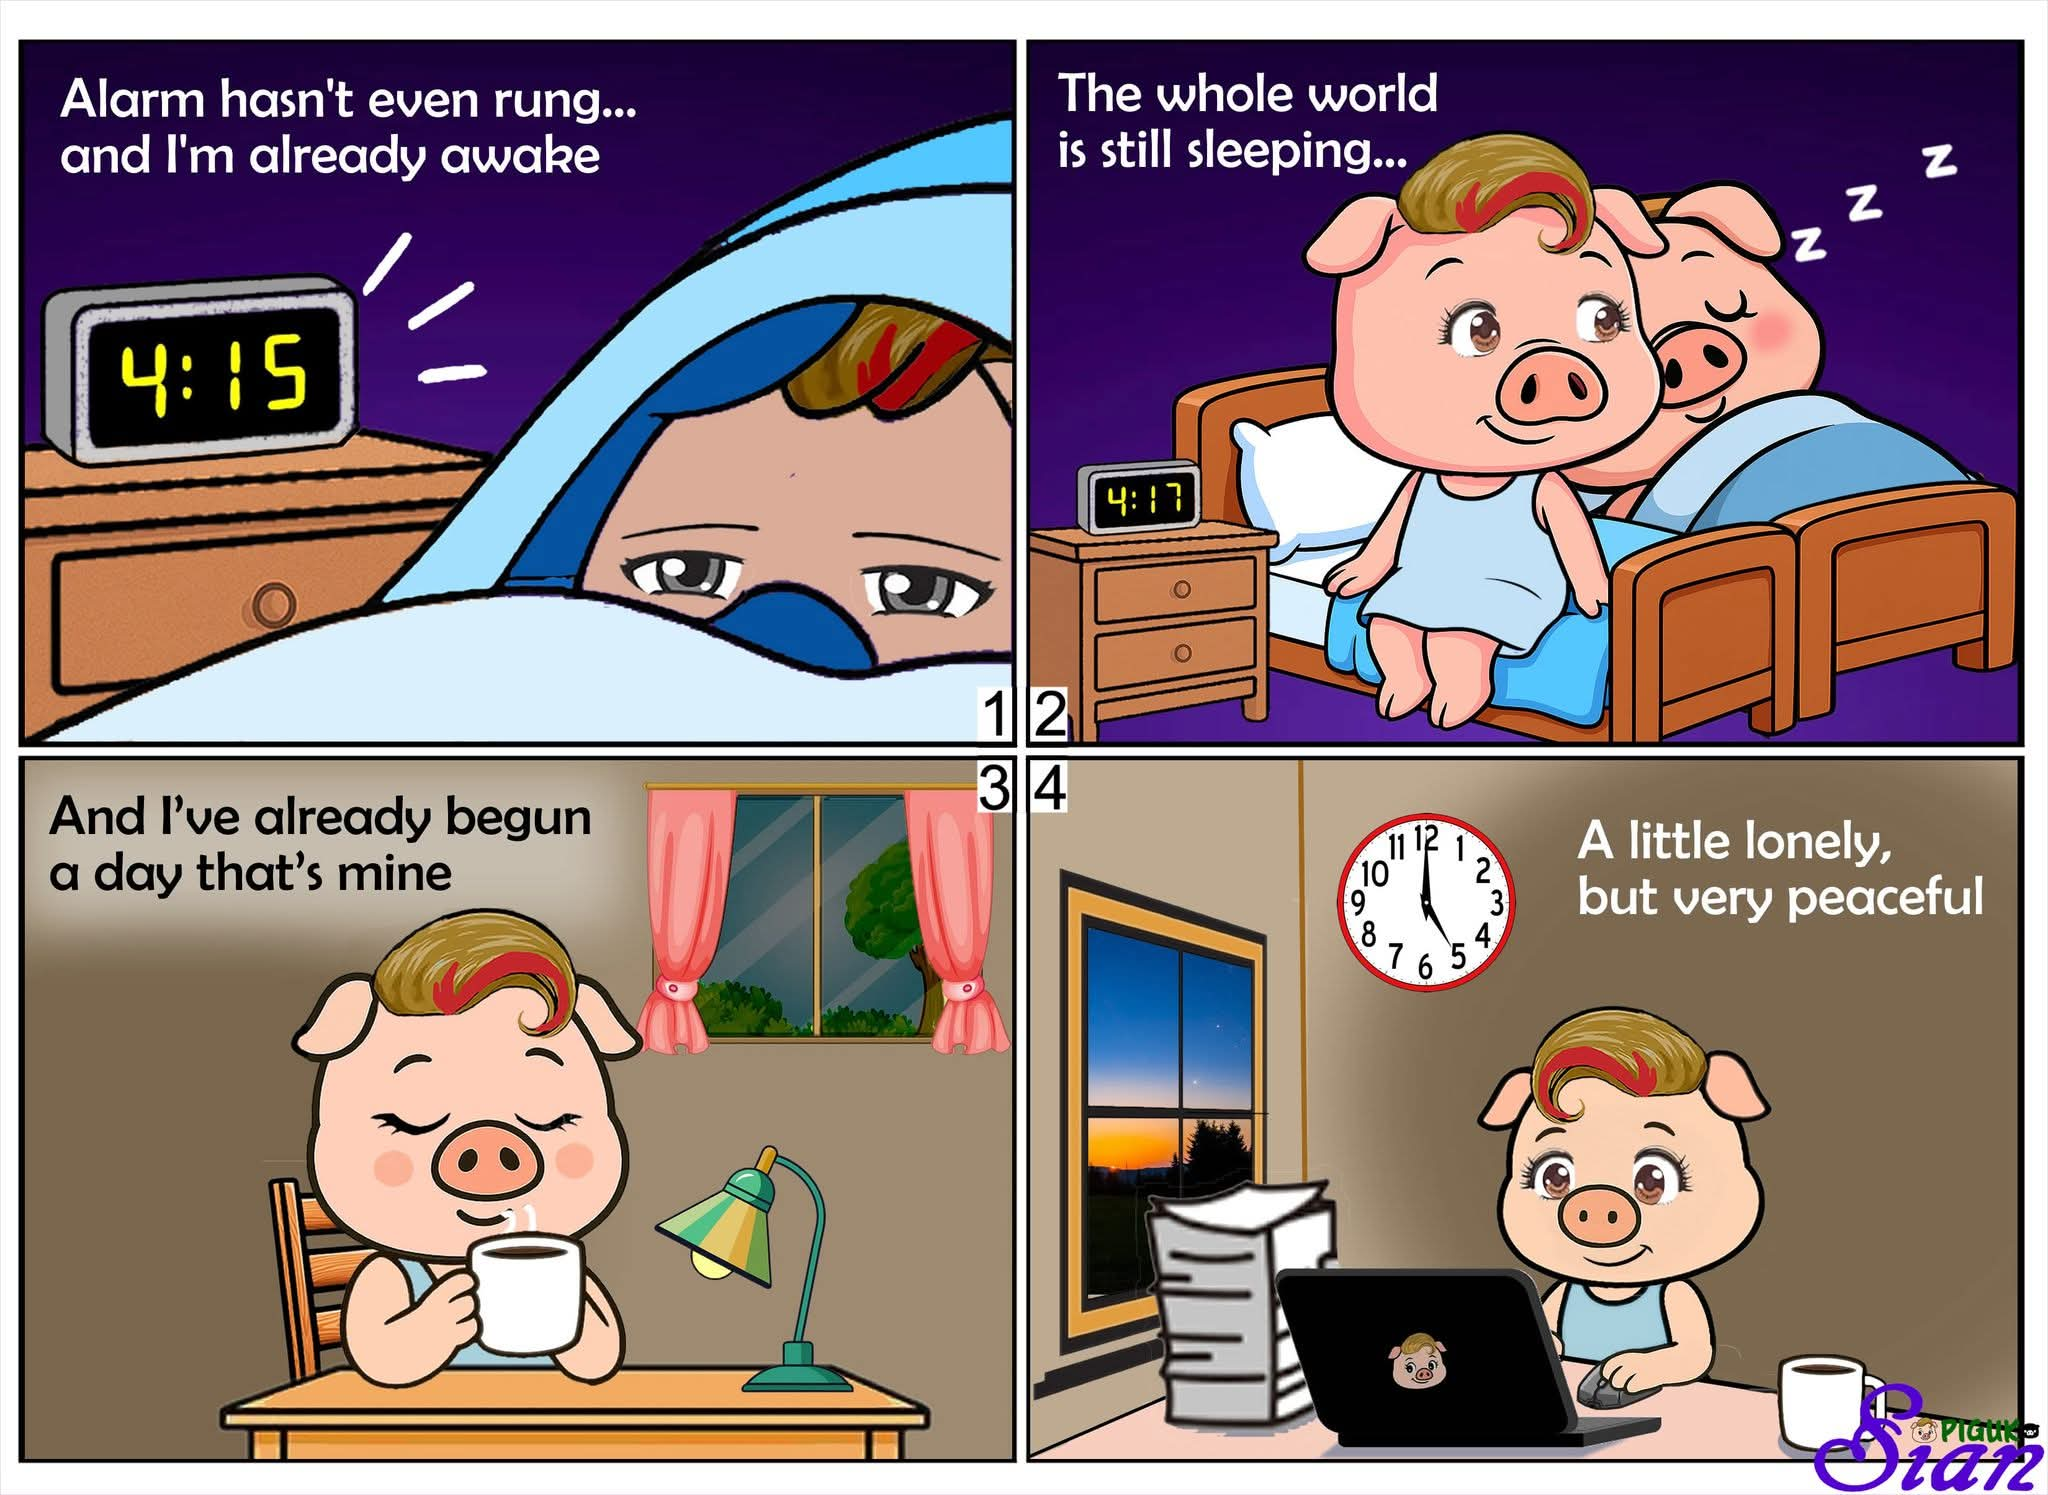 Alarm hasn't even rung...
and I'm already awake
4:15
1
The whole world
is still sleeping...
z
z
z
4:17
2
And I’ve already begun
a day that’s mine
3
4
A little lonely,
but very peaceful
11 12 1
10 2
9 3
8 4
7 6 5
PIGUK
Sian